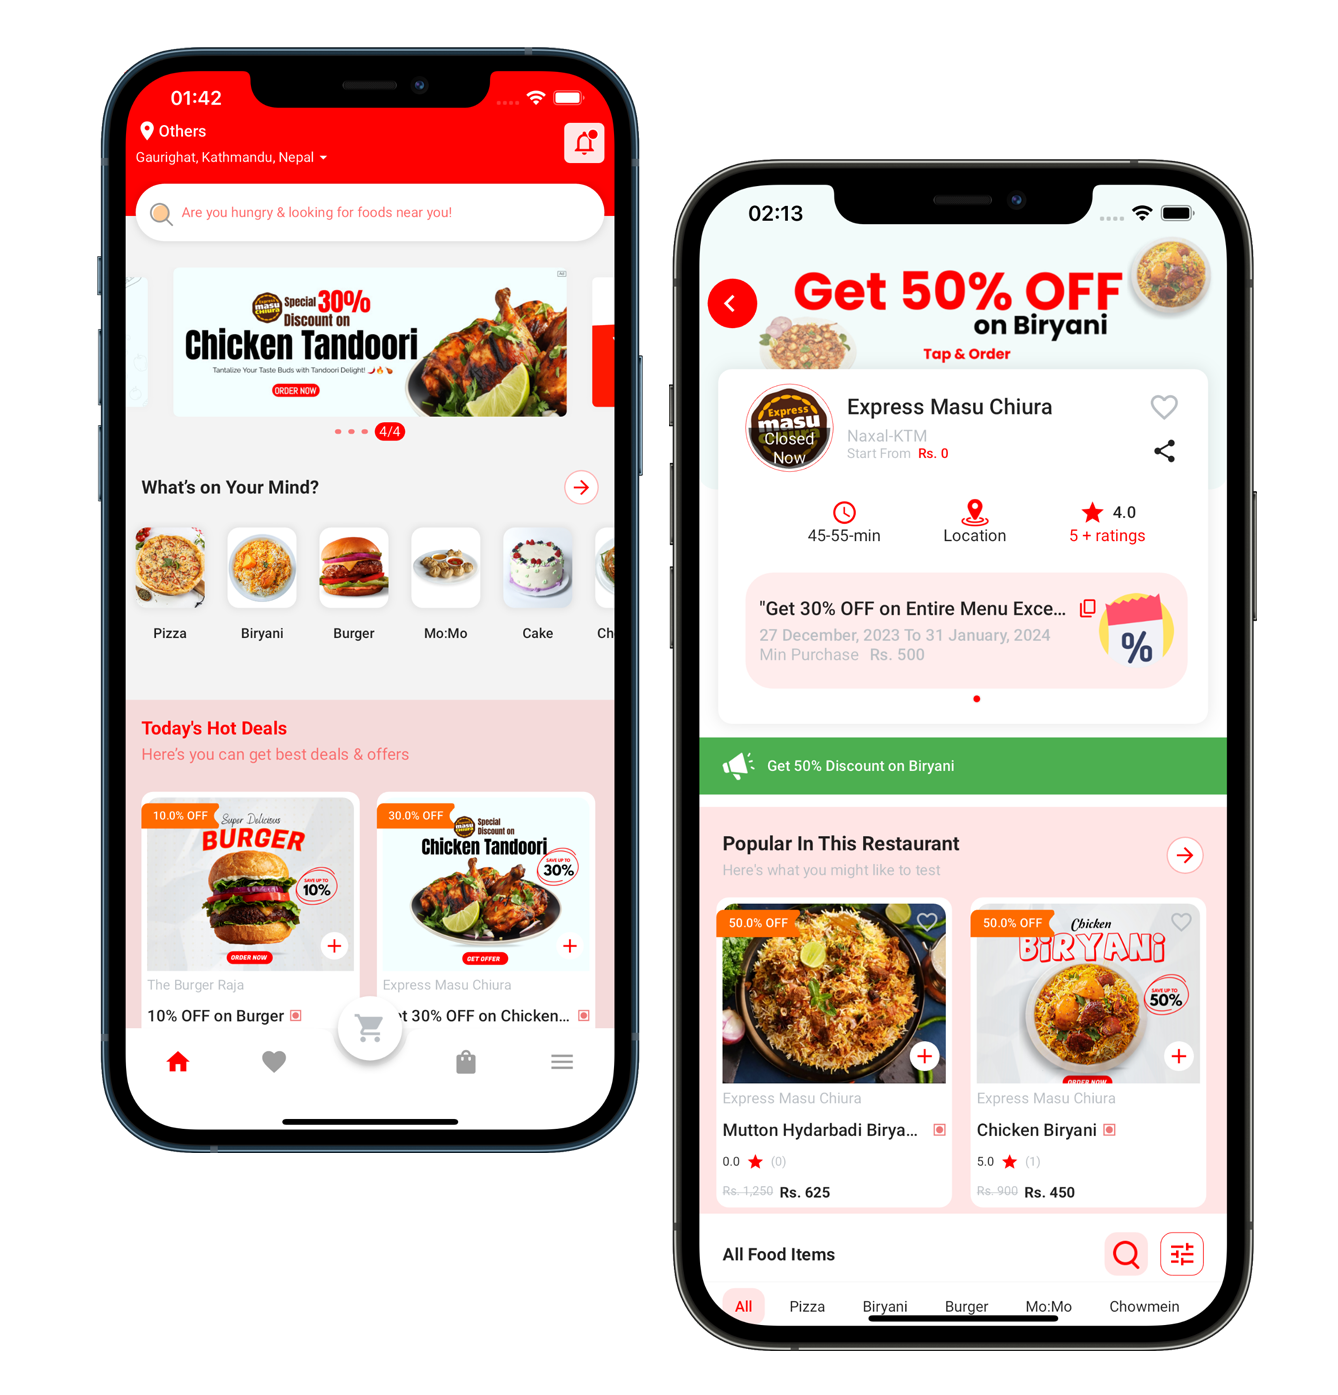 01:42
Others
Gaurighat, Kathmandu, Nepal
Are you hungry & looking for foods near you!
Ad
Express
masu
CHIURA
Special 30%
Discount on
Chicken Tandoori
Tantalize Your Taste Buds with Tandoori Delight! 🌶🔥🍗
ORDER NOW
4/4
What's on Your Mind?
Pizza
Biryani
Burger
Mo:Mo
Cake
Ch
Today's Hot Deals
Here's you can get best deals & offers
10.0% OFF
Super Delicious
BURGER
SAVE UP TO
10%
ORDER NOW
+
The Burger Raja
10% OFF on Burger
30.0% OFF
masu
Special
Discount on
Chicken Tandoori
SAVE UP TO
30%
GET OFFER
+
Express Masu Chiura
t 30% OFF on Chicken...
02:13
Get 50% OFF
on Biryani
Tap & Order
Express
masu
Closed
Now
Express Masu Chiura
Naxal-KTM
Start From Rs. 0
45-55-min
Location
4.0
5 + ratings
"Get 30% OFF on Entire Menu Exce...
27 December, 2023 To 31 January, 2024
Min Purchase Rs. 500
%
Get 50% Discount on Biryani
Popular In This Restaurant
Here's what you might like to test
50.0% OFF
+
Express Masu Chiura
Mutton Hydarbadi Birya...
0.0 (0)
Rs. 1,250 Rs. 625
50.0% OFF
Chicken
BIRYANI
SAVE UP TO
50%
ORDER NOW
+
Express Masu Chiura
Chicken Biryani
5.0 (1)
Rs. 900 Rs. 450
All Food Items
All
Pizza
Biryani
Burger
Mo:Mo
Chowmein